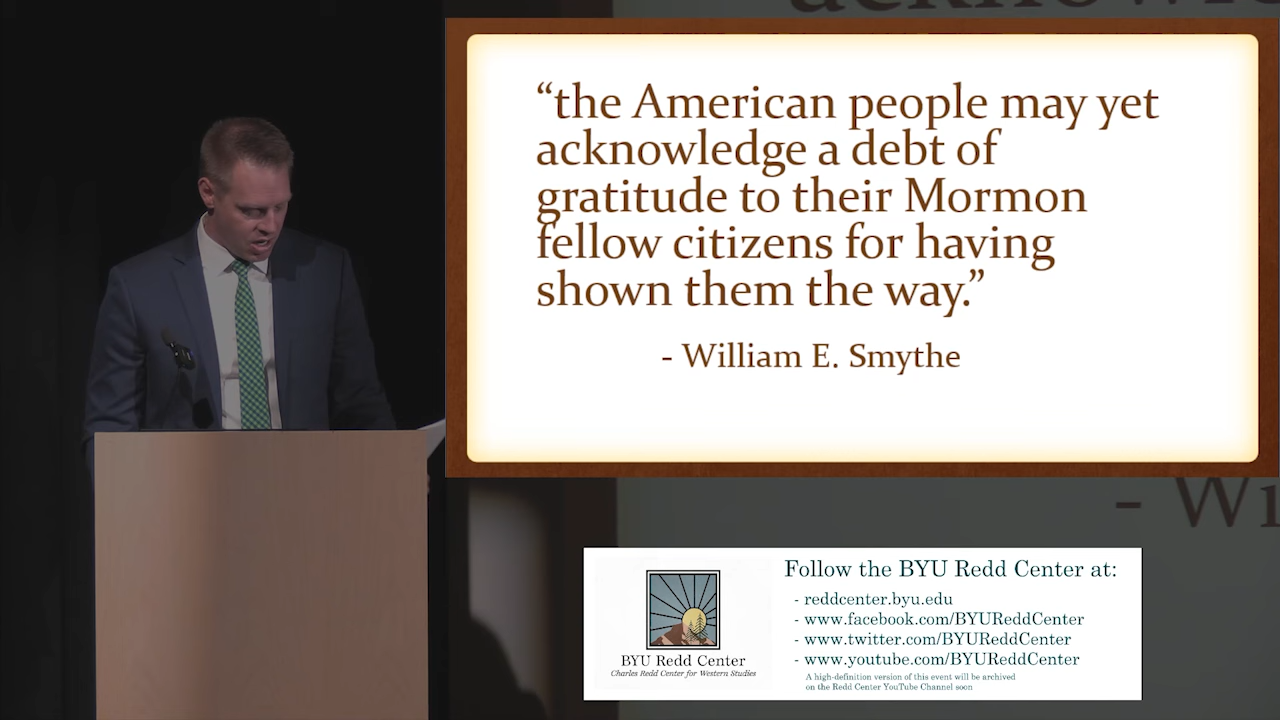 acknowle
“the American people may yet
acknowledge a debt of
gratitude to their Mormon
fellow citizens for having
shown them the way.”
- William E. Smythe
- Wi
BYU Redd Center
Charles Redd Center for Western Studies
Follow the BYU Redd Center at:
- reddcenter.byu.edu
- www.facebook.com/BYUReddCenter
- www.twitter.com/BYUReddCenter
- www.youtube.com/BYUReddCenter
A high-definition version of this event will be archived
on the Redd Center YouTube Channel soon